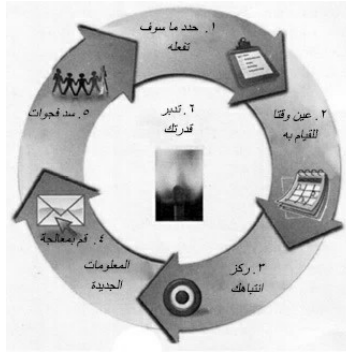 ١. حدد ما سوف
تفعله
٢. عين وقتا
للقيام به
٣. ركز
انتباهك
٤. قم بمعالجة
المعلومات
الجديدة
٥. سد فجوات
٦. تدبر
قدرتك